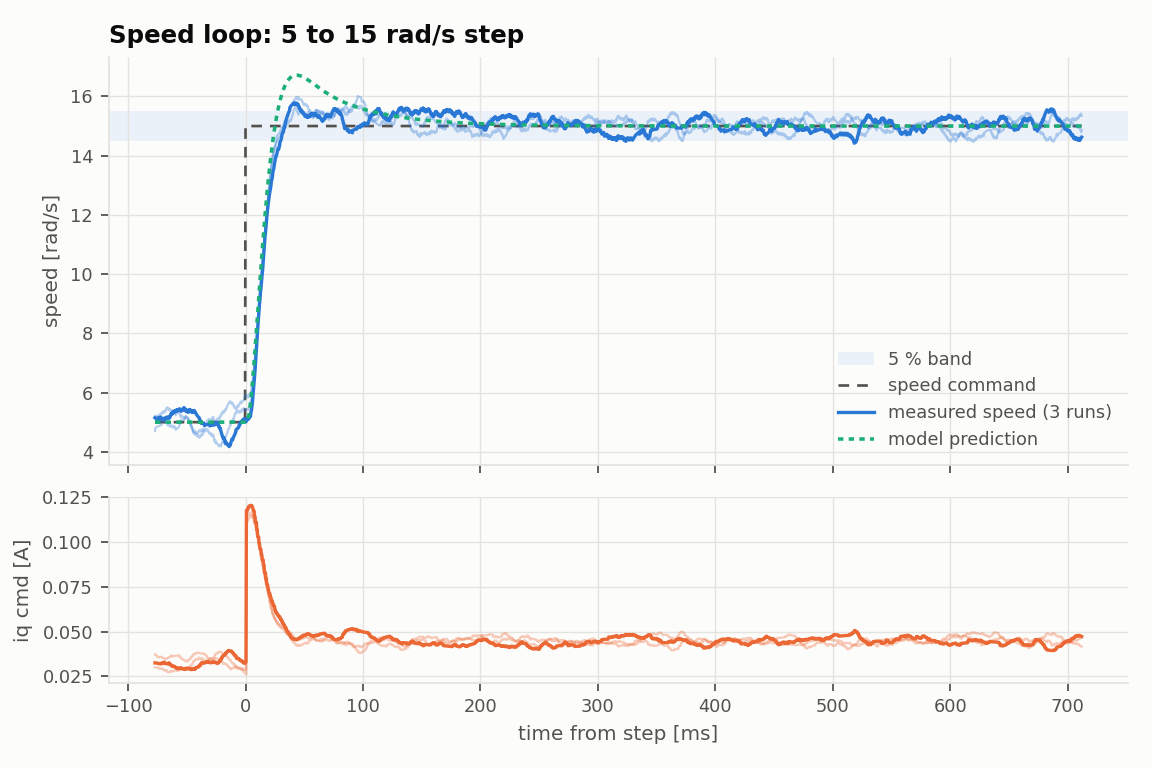 Speed loop: 5 to 15 rad/s step
speed [rad/s]
16
14
12
10
8
6
4
5 % band
speed command
measured speed (3 runs)
model prediction
iq cmd [A]
0.125
0.100
0.075
0.050
0.025
−100
0
100
200
300
400
500
600
700
time from step [ms]